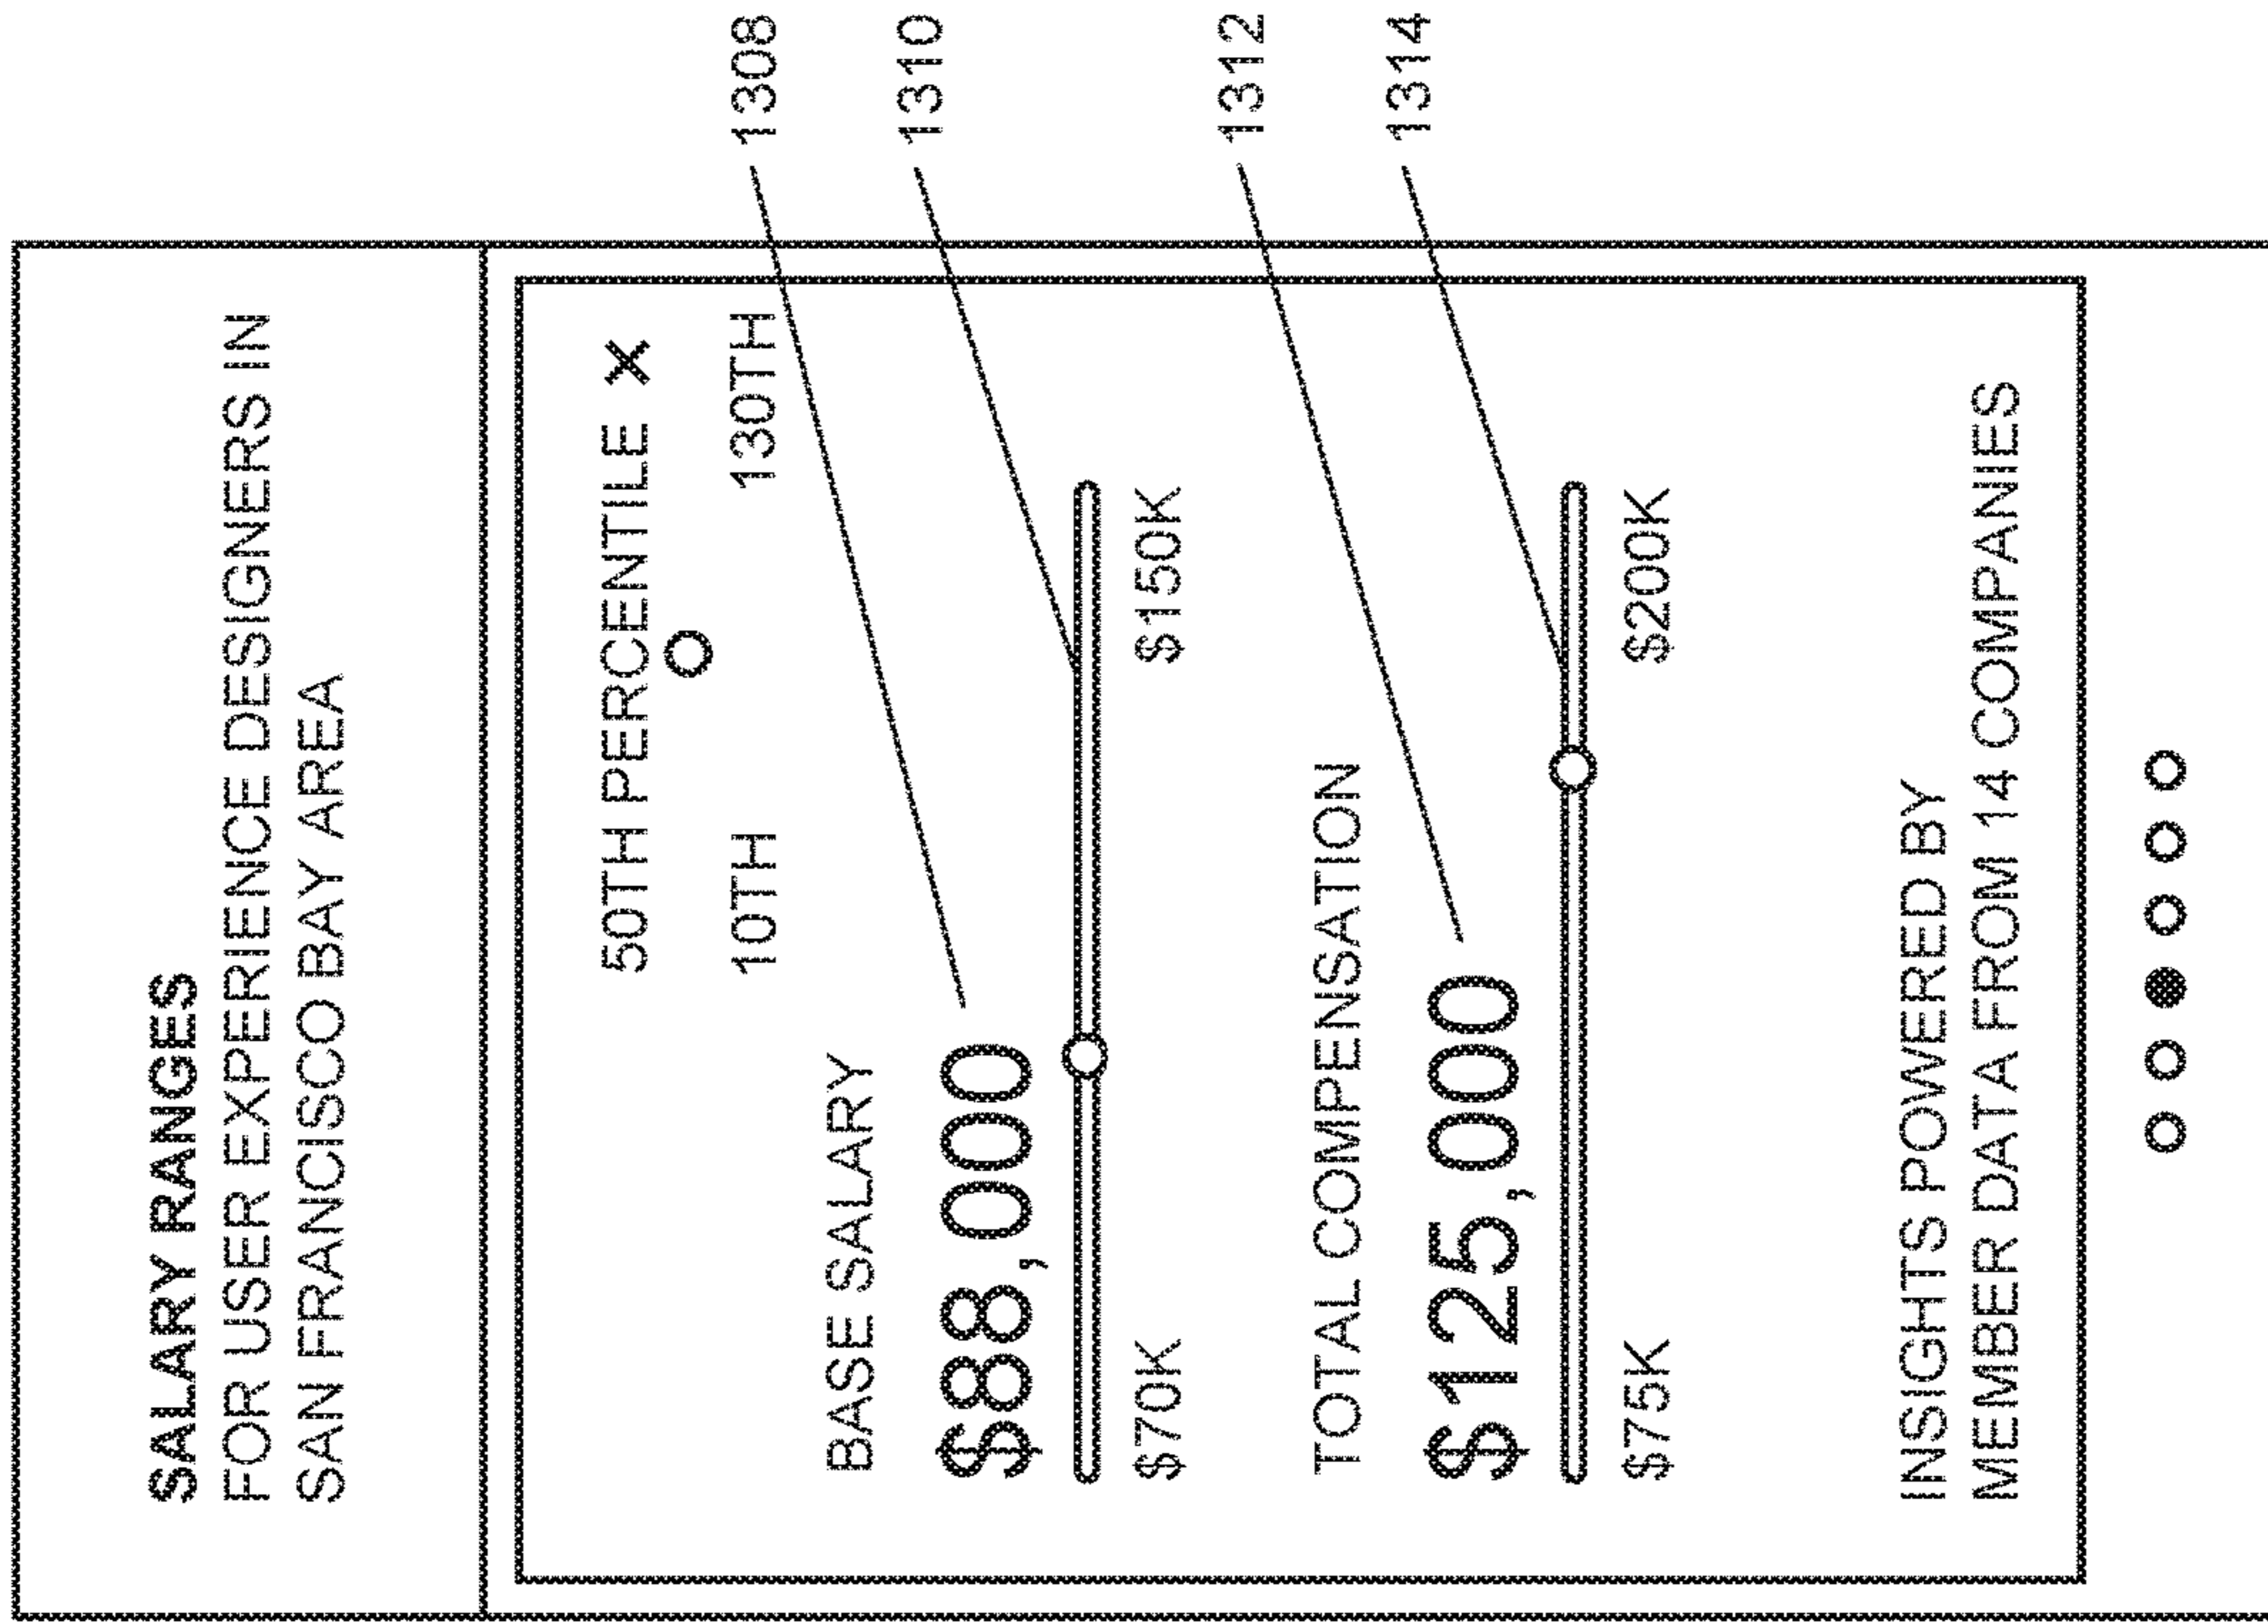 SALARY RANGES
FOR USER EXPERIENCE DESIGNERS IN
SAN FRANCISCO BAY AREA
50TH PERCENTILE X
10TH 130TH
1308
BASE SALARY
$88,000
1310
$70K $150K
TOTAL COMPENSATION
1312
$125,000
1314
$75K $200K
INSIGHTS POWERED BY
MEMBER DATA FROM 14 COMPANIES